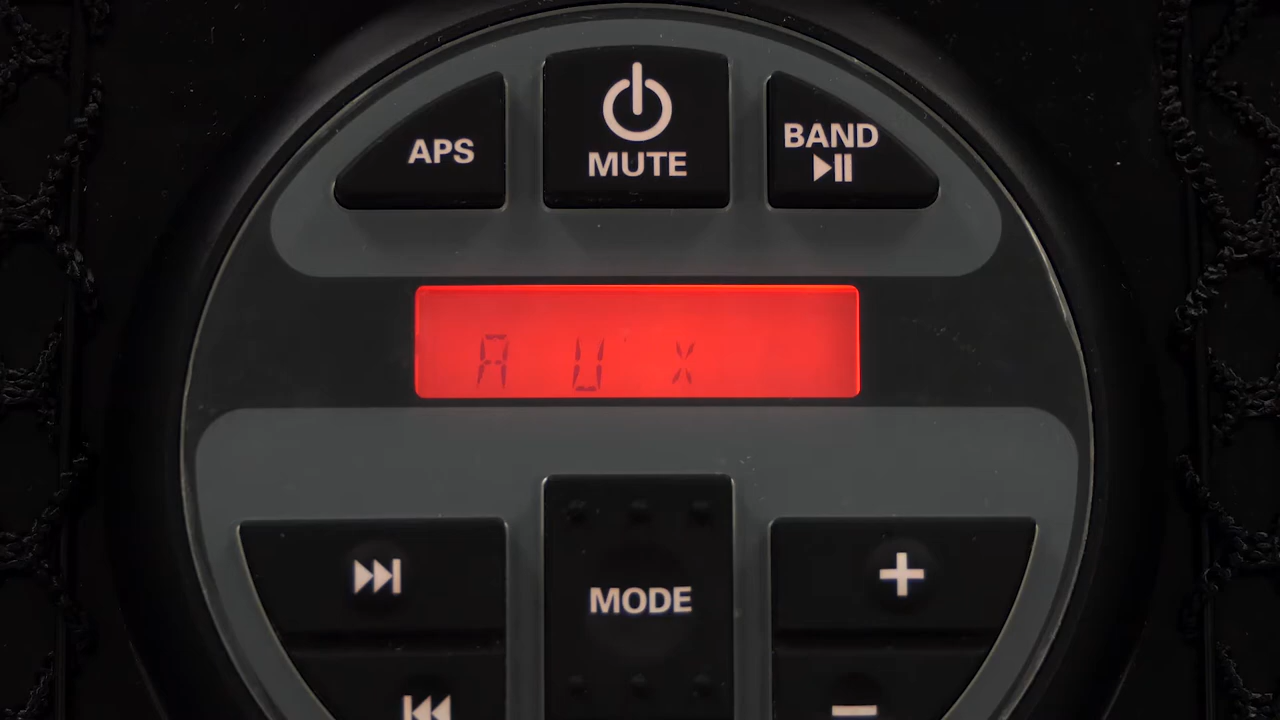 APS
MUTE
BAND
AUX
MODE
+
-